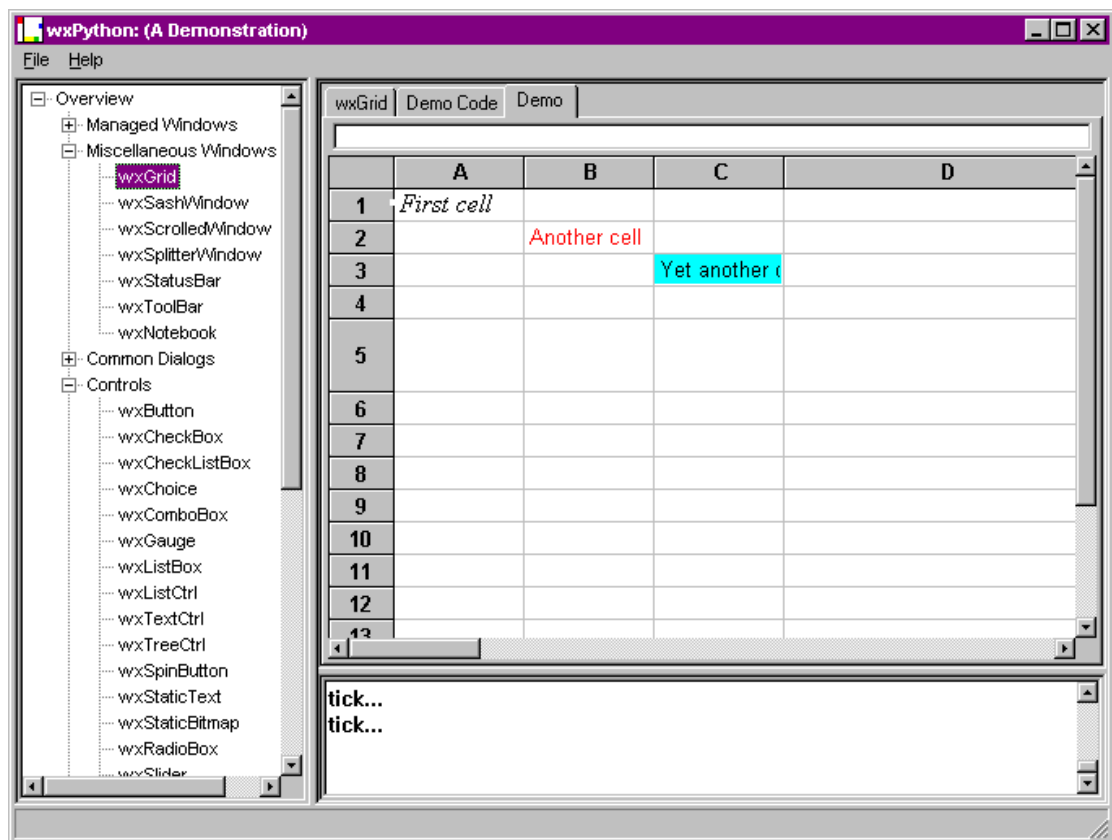 wxPython: (A Demonstration)
File Help
Overview
Managed Windows
Miscellaneous Windows
wxGrid
wxSashWindow
wxScrolledWindow
wxSplitterWindow
wxStatusBar
wxToolBar
wxNotebook
Common Dialogs
Controls
wxButton
wxCheckBox
wxCheckListBox
wxChoice
wxComboBox
wxGauge
wxListBox
wxListCtrl
wxTextCtrl
wxTreeCtrl
wxSpinButton
wxStaticText
wxStaticBitmap
wxRadioBox
wxSlider
wxGrid Demo Code Demo
A B C D
1 First cell
2 Another cell
3 Yet another
4
5
6
7
8
9
10
11
12
13
tick...
tick...